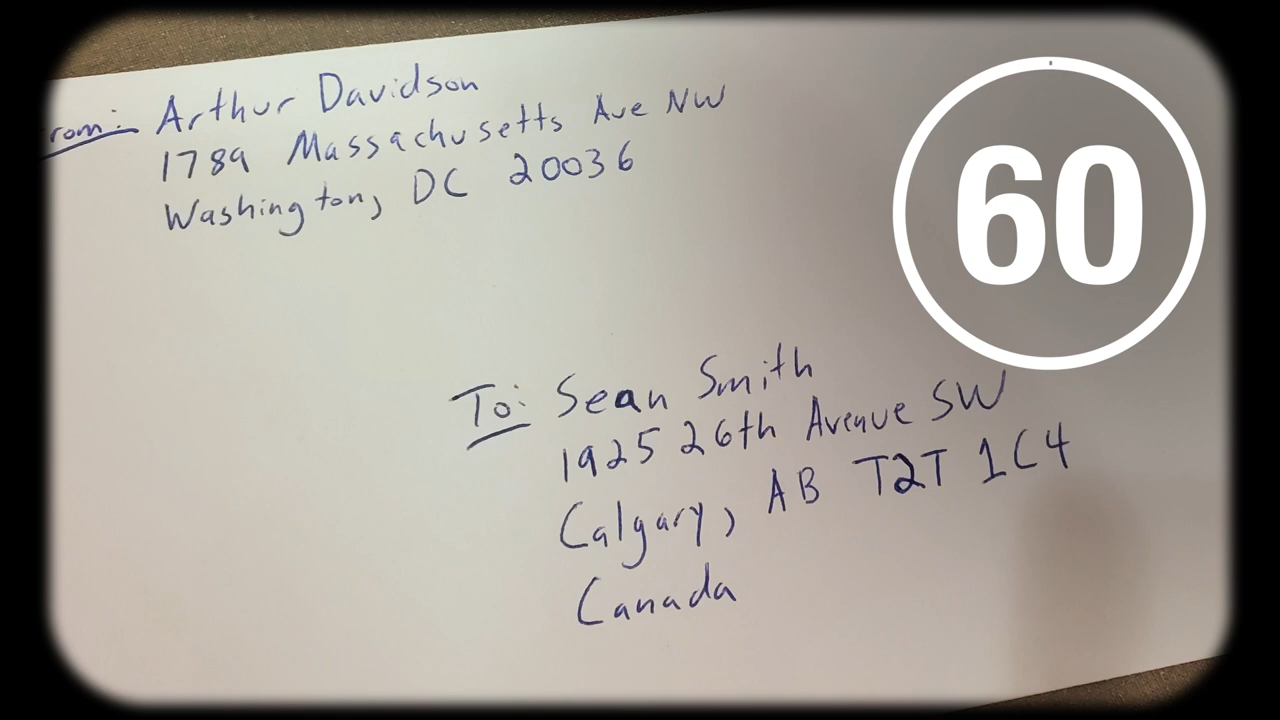 rom: Arthur Davidson
1789 Massachusetts Ave NW
Washington, DC 20036
60
To: Sean Smith
1925 26th Avenue SW
Calgary, AB T2T 1C4
Canada